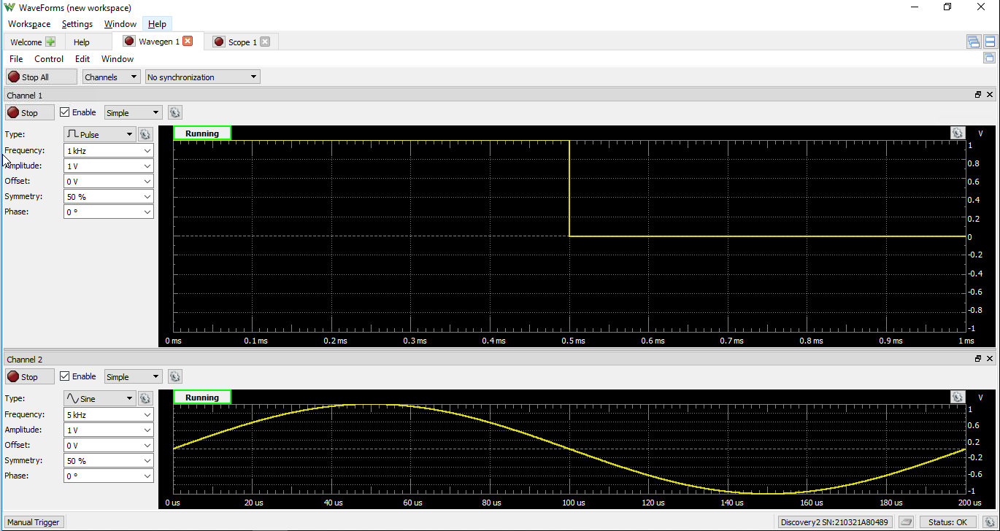 WaveForms (new workspace)
Workspace Settings Window Help
Welcome Help Wavegen 1 Scope 1
File Control Edit Window
Stop All Channels No synchronization
Channel 1
Stop Enable Simple
Type: Pulse Running V
Frequency: 1 kHz
Amplitude: 1 V
Offset: 0 V
Symmetry: 50 %
Phase: 0 º
1
0.8
0.6
0.4
0.2
0
-0.2
-0.4
-0.6
-0.8
-1
0 ms 0.1 ms 0.2 ms 0.3 ms 0.4 ms 0.5 ms 0.6 ms 0.7 ms 0.8 ms 0.9 ms 1 ms
Channel 2
Stop Enable Simple
Type: Sine Running V
Frequency: 5 kHz
Amplitude: 1 V
Offset: 0 V
Symmetry: 50 %
Phase: 0 º
1
0.6
0.2
-0.2
-0.6
-1
0 us 20 us 40 us 60 us 80 us 100 us 120 us 140 us 160 us 180 us 200 us
Manual Trigger Discovery2 SN:210321A80489 Status: OK